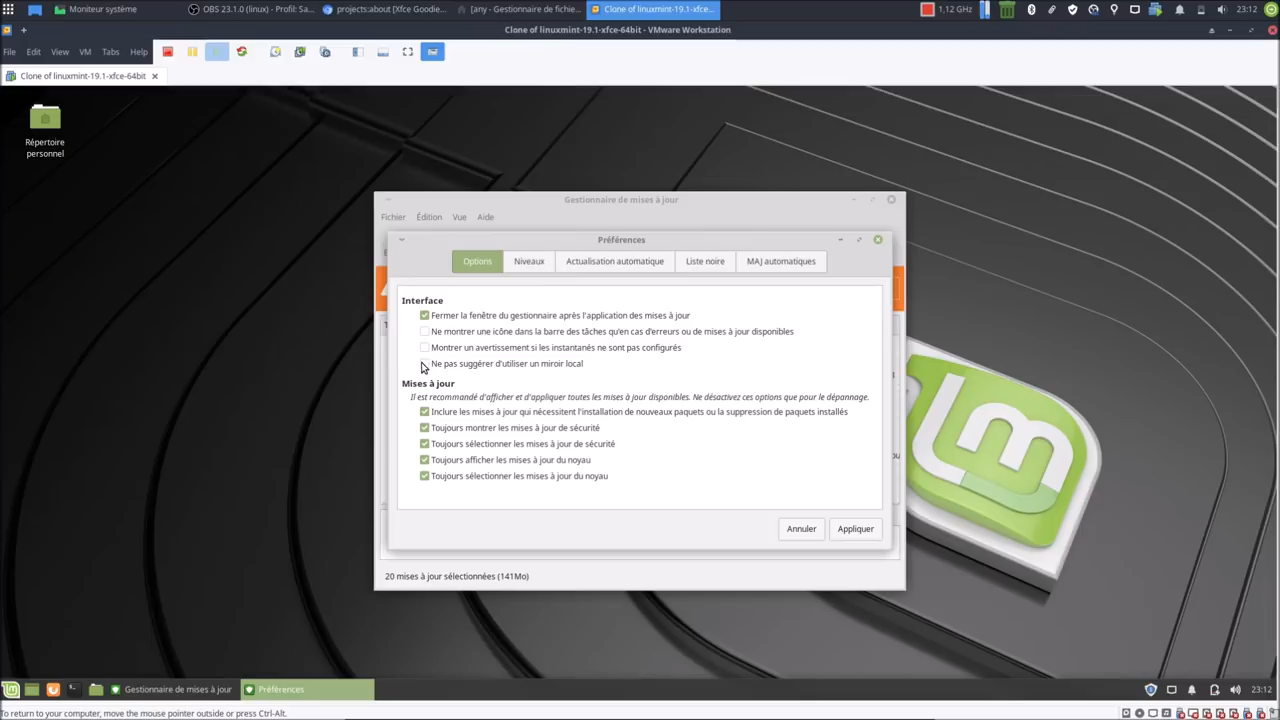 Moniteur système
OBS 23.1.0 (linux) - Profil: Sa...
projects:about [Xfce Goodie...
[any - Gestionnaire de fichie...
Clone of linuxmint-19.1-xfce...
1,12 GHz
23:12
Clone of linuxmint-19.1-xfce-64bit - VMware Workstation
File Edit View VM Tabs Help
Clone of linuxmint-19.1-xfce-64bit
Répertoire
personnel
Gestionnaire de mises à jour
Fichier Édition Vue Aide
Préférences
Options Niveaux Actualisation automatique Liste noire MAJ automatiques
Interface
Fermer la fenêtre du gestionnaire après l'application des mises à jour
Ne montrer une icône dans la barre des tâches qu'en cas d'erreurs ou de mises à jour disponibles
Montrer un avertissement si les instantanés ne sont pas configurés
Ne pas suggérer d'utiliser un miroir local
Mises à jour
Il est recommandé d'afficher et d'appliquer toutes les mises à jour disponibles. Ne désactivez ces options que pour le dépannage.
Inclure les mises à jour qui nécessitent l'installation de nouveaux paquets ou la suppression de paquets installés
Toujours montrer les mises à jour de sécurité
Toujours sélectionner les mises à jour de sécurité
Toujours afficher les mises à jour du noyau
Toujours sélectionner les mises à jour du noyau
Annuler Appliquer
20 mises à jour sélectionnées (141Mo)
Gestionnaire de mises à jour
Préférences
23:12
To return to your computer, move the mouse pointer outside or press Ctrl-Alt.